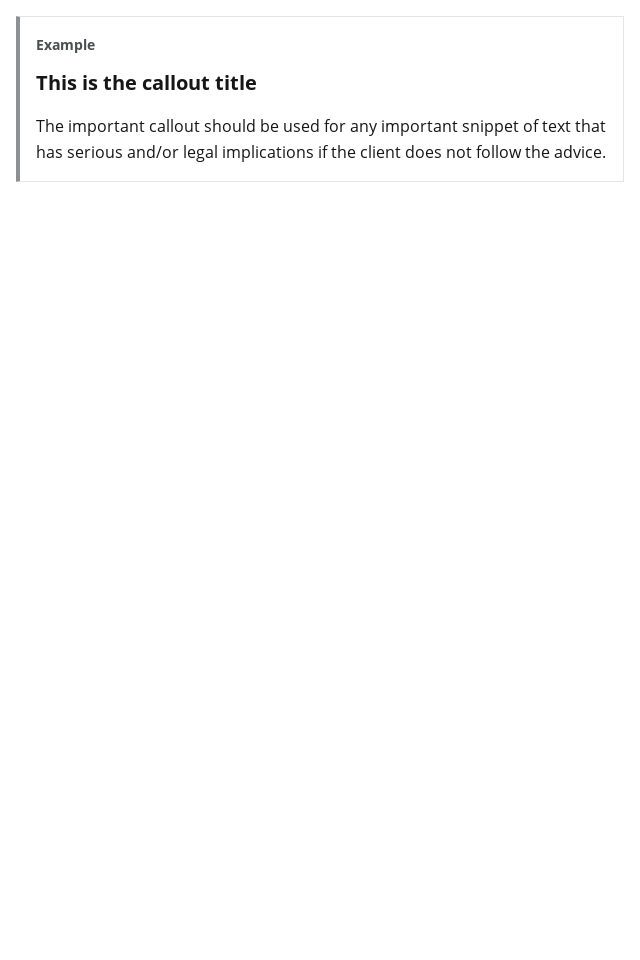 Example
This is the callout title
The important callout should be used for any important snippet of text that
has serious and/or legal implications if the client does not follow the advice.